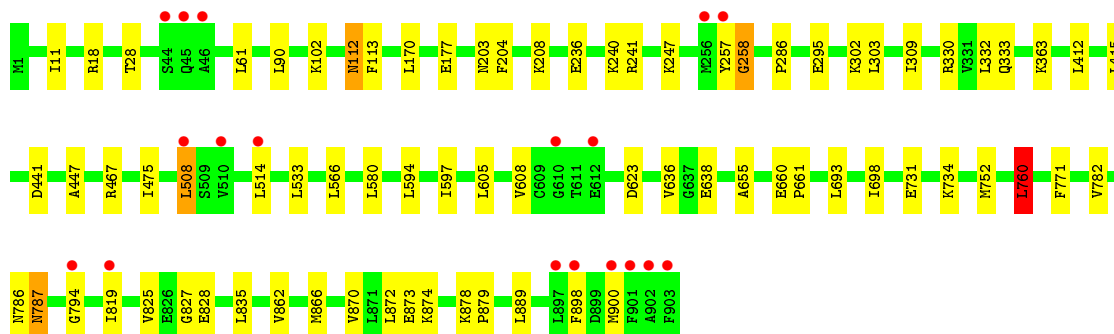 M1 I11 R18 T28 S44 Q45 A46 L61 L90 K102 N112 F113 L170 E177 N203 F204 K208 E236 K240 R241 K247 M256 Y257 G258 P286 E295 K302 L303 I309 R330 V331 L332 Q333 K363 L412 L415
D441 A447 R467 I475 L508 S509 V510 L514 L533 L566 L580 L594 I597 L605 V608 C609 G610 T611 E612 D623 V636 G637 E638 A655 E660 P661 L693 I698 E731 K734 M752 L760 F771 V782
N786 N787 G794 I819 V825 E826 G827 E828 L835 V862 M866 V870 L871 L872 E873 K874 K878 P879 L889 L897 F898 D899 M900 F901 A902 F903